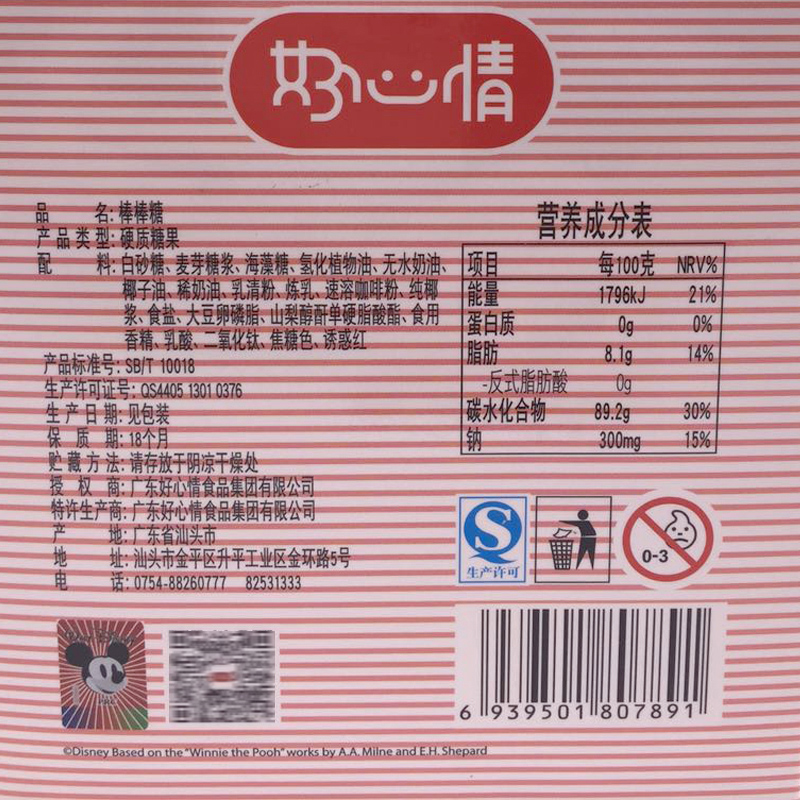 好心情
品 名: 棒棒糖
产品类型: 硬质糖果
配 料: 白砂糖、麦芽糖浆、海藻糖、氢化植物油、无水奶油、
椰子油、稀奶油、乳清粉、炼乳、速溶咖啡粉、纯椰
浆、食盐、大豆卵磷脂、山梨醇酐单硬脂酸酯、食用
香精、乳酸、二氧化钛、焦糖色、诱惑红
产品标准号: SB/T 10018
生产许可证号: QS4405 1301 0376
生产日期: 见包装
保 质 期: 18个月
贮藏方法: 请存放于阴凉干燥处
授 权 商: 广东好心情食品集团有限公司
特许生产商: 广东好心情食品集团有限公司
产 地: 广东省汕头市
地 址: 汕头市金平区升平工业区金环路5号
电 话: 0754-88260777 82531333
营养成分表
项目 每100克 NRV%
能量 1796kJ 21%
蛋白质 0g 0%
脂肪 8.1g 14%
-反式脂肪酸 0g
碳水化合物 89.2g 30%
钠 300mg 15%
生产许可
0-3
6 939501 807891
©Disney Based on the "Winnie the Pooh" works by A.A. Milne and E.H. Shepard